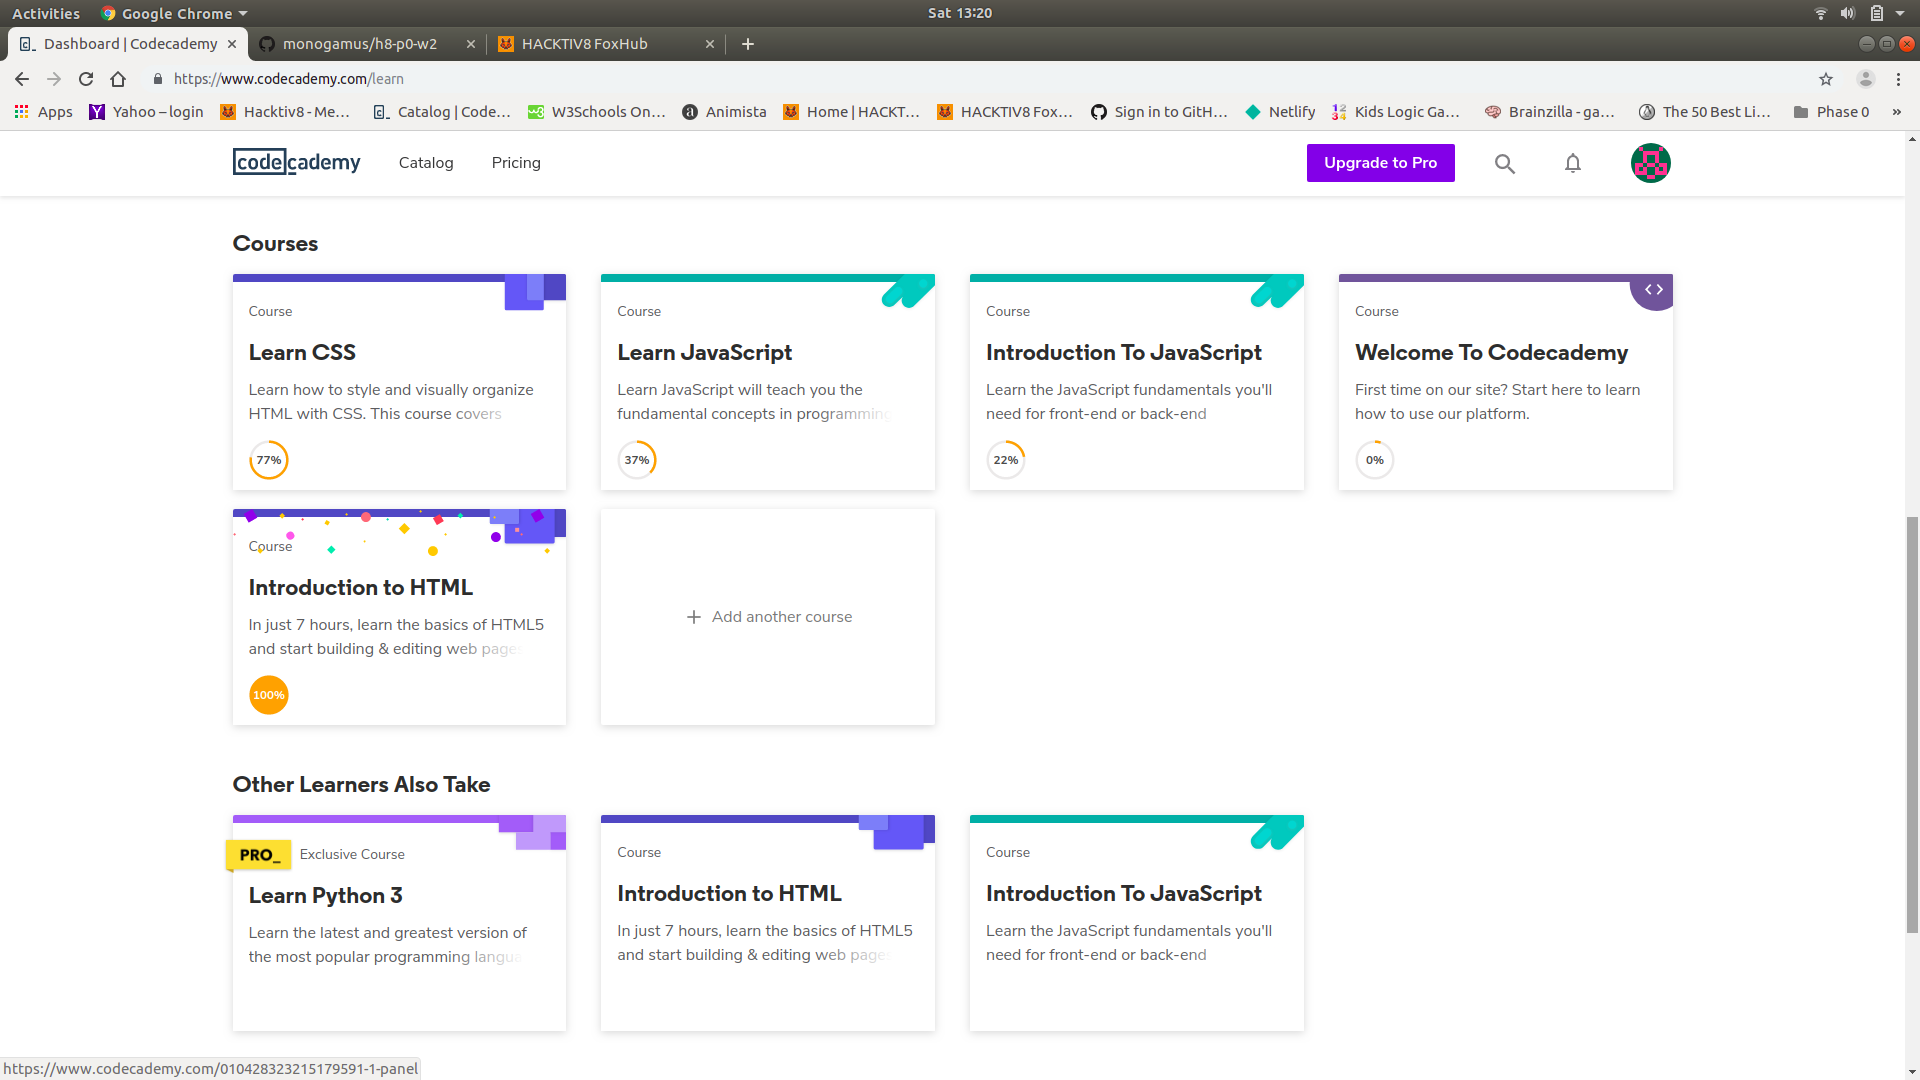 Activities Google Chrome Sat 13:20
Dashboard | Codecademy monogamus/h8-p0-w2 HACKTIV8 FoxHub
https://www.codecademy.com/learn
Apps Yahoo – login Hacktiv8 - Me... Catalog | Code... W3Schools On... Animista Home | HACKT... HACKTIV8 Fox... Sign in to GitH... Netlify Kids Logic Ga... Brainzilla - ga... The 50 Best Li... Phase 0 »
codecademy Catalog Pricing Upgrade to Pro
Courses
Course
Learn CSS
Learn how to style and visually organize
HTML with CSS. This course covers
77%
Course
Learn JavaScript
Learn JavaScript will teach you the
fundamental concepts in programming
37%
Course
Introduction To JavaScript
Learn the JavaScript fundamentals you'll
need for front-end or back-end
22%
Course
Welcome To Codecademy
First time on our site? Start here to learn
how to use our platform.
0%
Course
Introduction to HTML
In just 7 hours, learn the basics of HTML5
and start building & editing web page
100%
+ Add another course
Other Learners Also Take
PRO_ Exclusive Course
Learn Python 3
Learn the latest and greatest version of
the most popular programming langua
Course
Introduction to HTML
In just 7 hours, learn the basics of HTML5
and start building & editing web page
Course
Introduction To JavaScript
Learn the JavaScript fundamentals you'll
need for front-end or back-end
https://www.codecademy.com/010428323215179591-1-panel